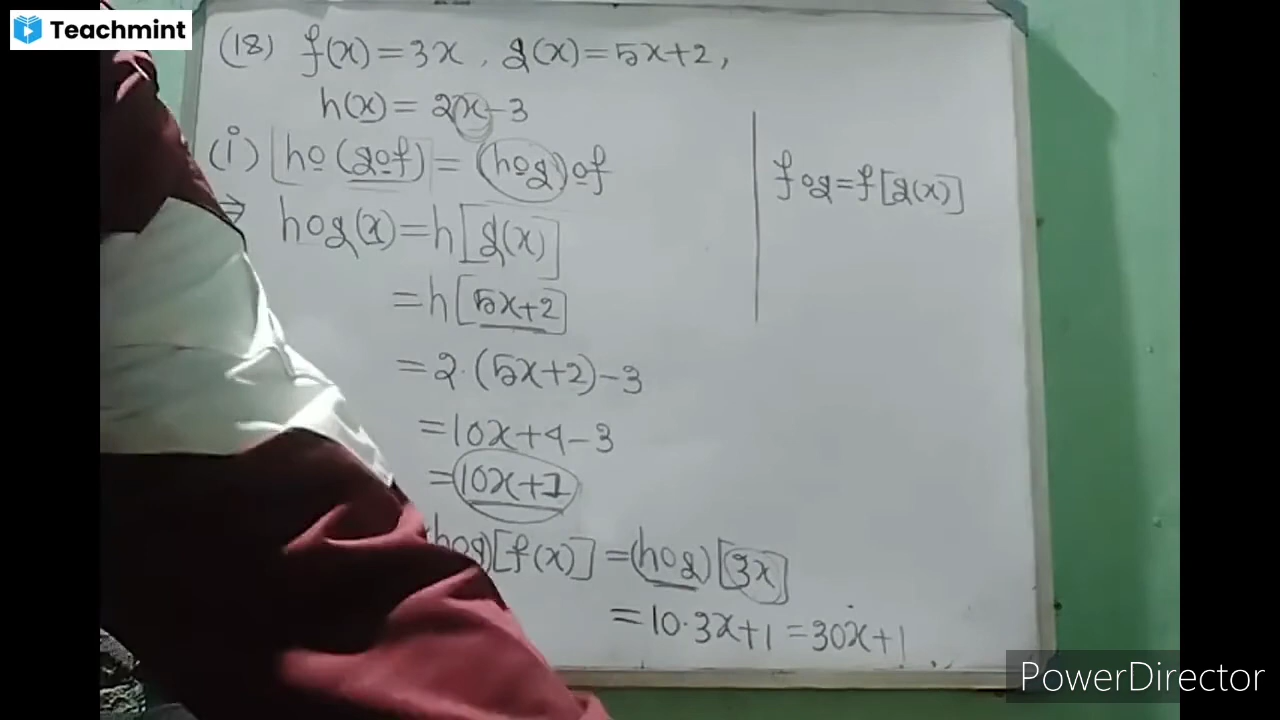 Teachmint
(18) f(x) = 3x, g(x) = 5x+2,
h(x) = 2x-3
(i) ho(gof) = (hog)of
⇒ hog(x) = h[g(x)]
= h[5x+2]
= 2·(5x+2)-3
= 10x+4-3
= 10x+1
(hog)[f(x)] = (hog)[3x]
= 10·3x+1 = 30x+1
fog = f[g(x)]
PowerDirector